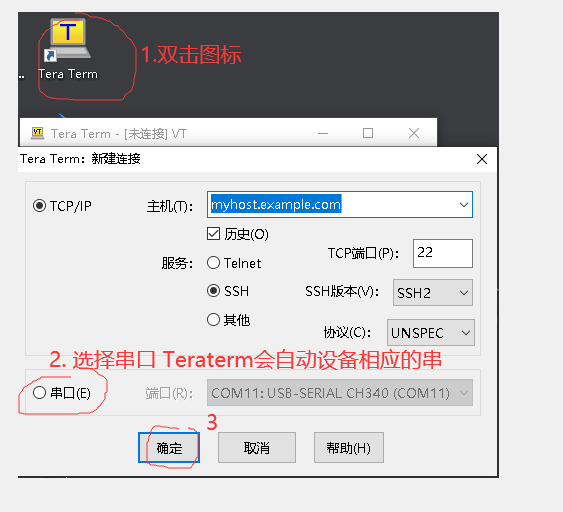 T
1.双击图标
..
Tera Term
VT
Tera Term - [未连接] VT
Tera Term：新建连接
TCP/IP
主机(T):
myhost.example.com
历史(O)
服务:
Telnet
TCP端口(P):
22
SSH
SSH版本(V):
SSH2
其他
协议(C):
UNSPEC
2. 选择串口 Teraterm会自动设备相应的串
串口(E)
端口(R):
COM11: USB-SERIAL CH340 (COM11)
3
确定
取消
帮助(H)